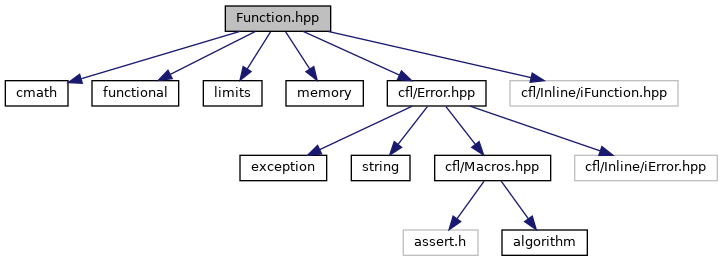 Function.hpp
cmath
functional
limits
memory
cfl/Error.hpp
cfl/Inline/iFunction.hpp
exception
string
cfl/Macros.hpp
cfl/Inline/iError.hpp
assert.h
algorithm